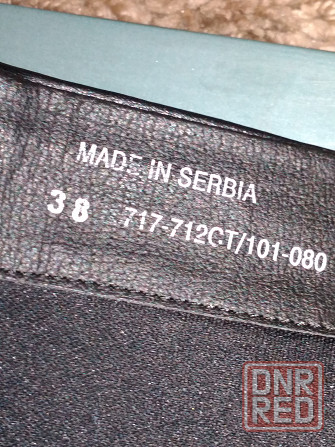 MADE IN SERBIA
38 717-712CT/101-080
DNR
RED